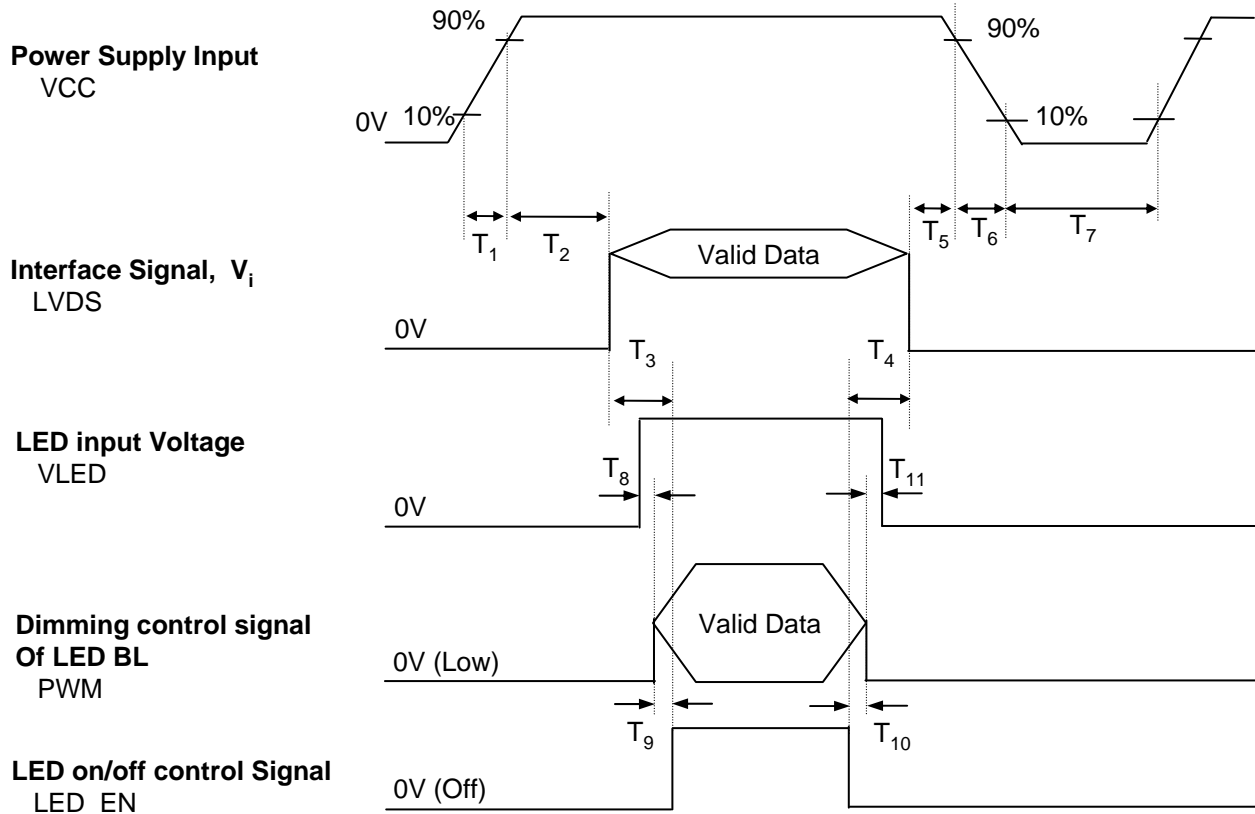 90%
90%
Power Supply Input
VCC
0V
10%
10%
T1
T2
T5
T6
T7
Interface Signal, Vi
LVDS
Valid Data
0V
T3
T4
LED input Voltage
VLED
T8
T11
0V
Dimming control signal
Of LED BL
PWM
Valid Data
0V (Low)
T9
T10
LED on/off control Signal
LED_EN
0V (Off)